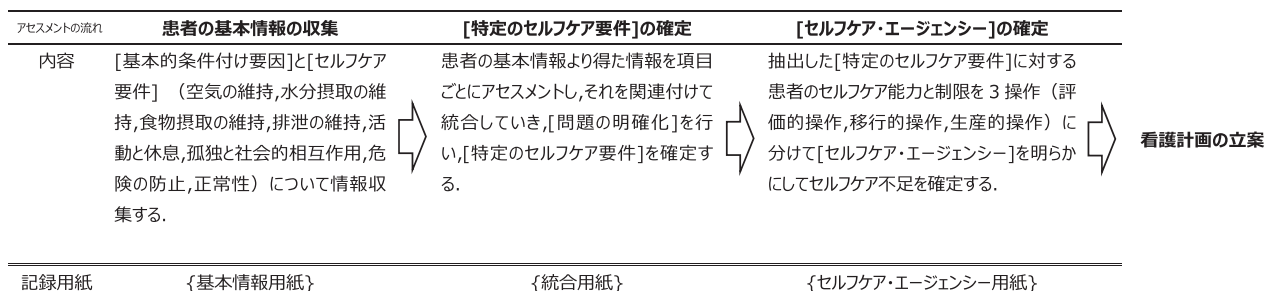 アセスメントの流れ 患者の基本情報の収集 [特定のセルフケア要件]の確定 [セルフケア・エージェンシー]の確定
内容
[基本的条件付け要因]と[セルフケア
要件] （空気の維持,水分摂取の維
持,食物摂取の維持,排泄の維持,活
動と休息,孤独と社会的相互作用,危
険の防止,正常性）について情報収
集する.
患者の基本情報より得た情報を項目
ごとにアセスメントし,それを関連付けて
統合していき,[問題の明確化]を行
い,[特定のセルフケア要件]を確定す
る.
抽出した[特定のセルフケア要件]に対する
患者のセルフケア能力と制限を３操作（評
価的操作,移行的操作,生産的操作）に
分けて[セルフケア・エージェンシー]を明らか
にしてセルフケア不足を確定する.
看護計画の立案
記録用紙 {基本情報用紙} {統合用紙} {セルフケア・エージェンシー用紙}